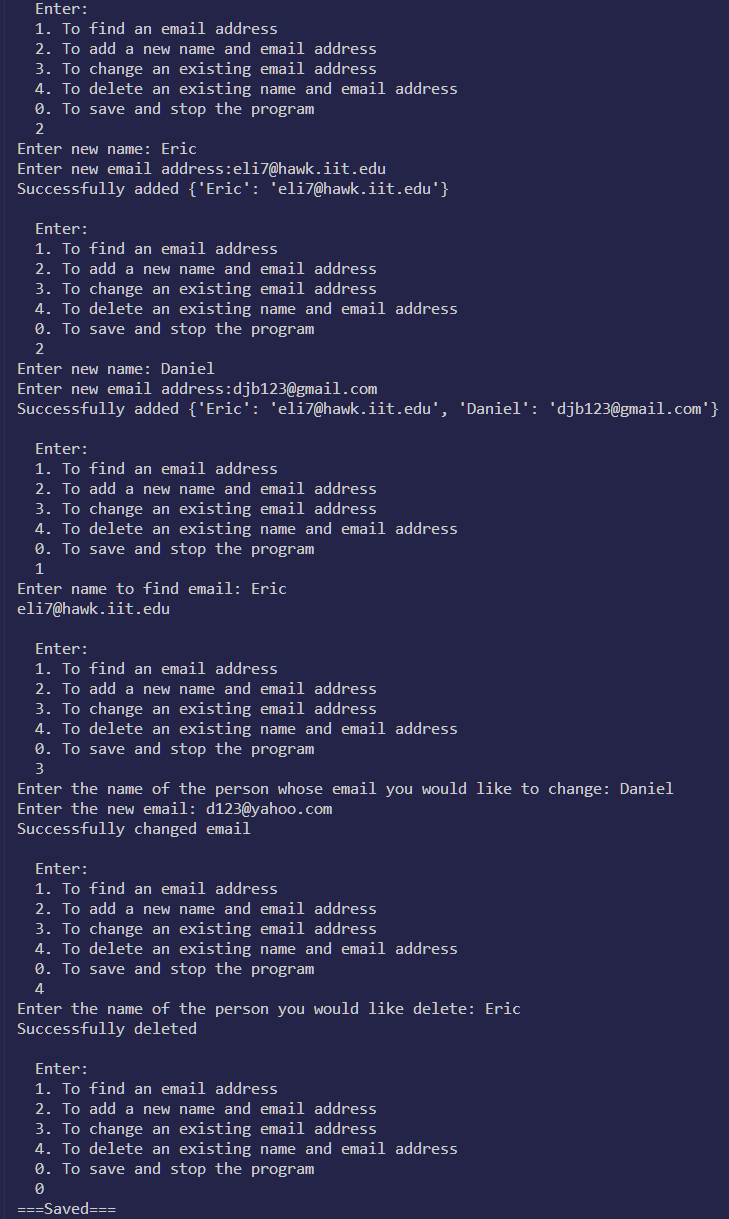 Enter:
1. To find an email address
2. To add a new name and email address
3. To change an existing email address
4. To delete an existing name and email address
0. To save and stop the program
2
Enter new name: Eric
Enter new email address:eli7@hawk.iit.edu
Successfully added {'Eric': 'eli7@hawk.iit.edu'}
Enter:
1. To find an email address
2. To add a new name and email address
3. To change an existing email address
4. To delete an existing name and email address
0. To save and stop the program
2
Enter new name: Daniel
Enter new email address:djb123@gmail.com
Successfully added {'Eric': 'eli7@hawk.iit.edu', 'Daniel': 'djb123@gmail.com'}
Enter:
1. To find an email address
2. To add a new name and email address
3. To change an existing email address
4. To delete an existing name and email address
0. To save and stop the program
1
Enter name to find email: Eric
eli7@hawk.iit.edu
Enter:
1. To find an email address
2. To add a new name and email address
3. To change an existing email address
4. To delete an existing name and email address
0. To save and stop the program
3
Enter the name of the person whose email you would like to change: Daniel
Enter the new email: d123@yahoo.com
Successfully changed email
Enter:
1. To find an email address
2. To add a new name and email address
3. To change an existing email address
4. To delete an existing name and email address
0. To save and stop the program
4
Enter the name of the person you would like delete: Eric
Successfully deleted
Enter:
1. To find an email address
2. To add a new name and email address
3. To change an existing email address
4. To delete an existing name and email address
0. To save and stop the program
0
===Saved===